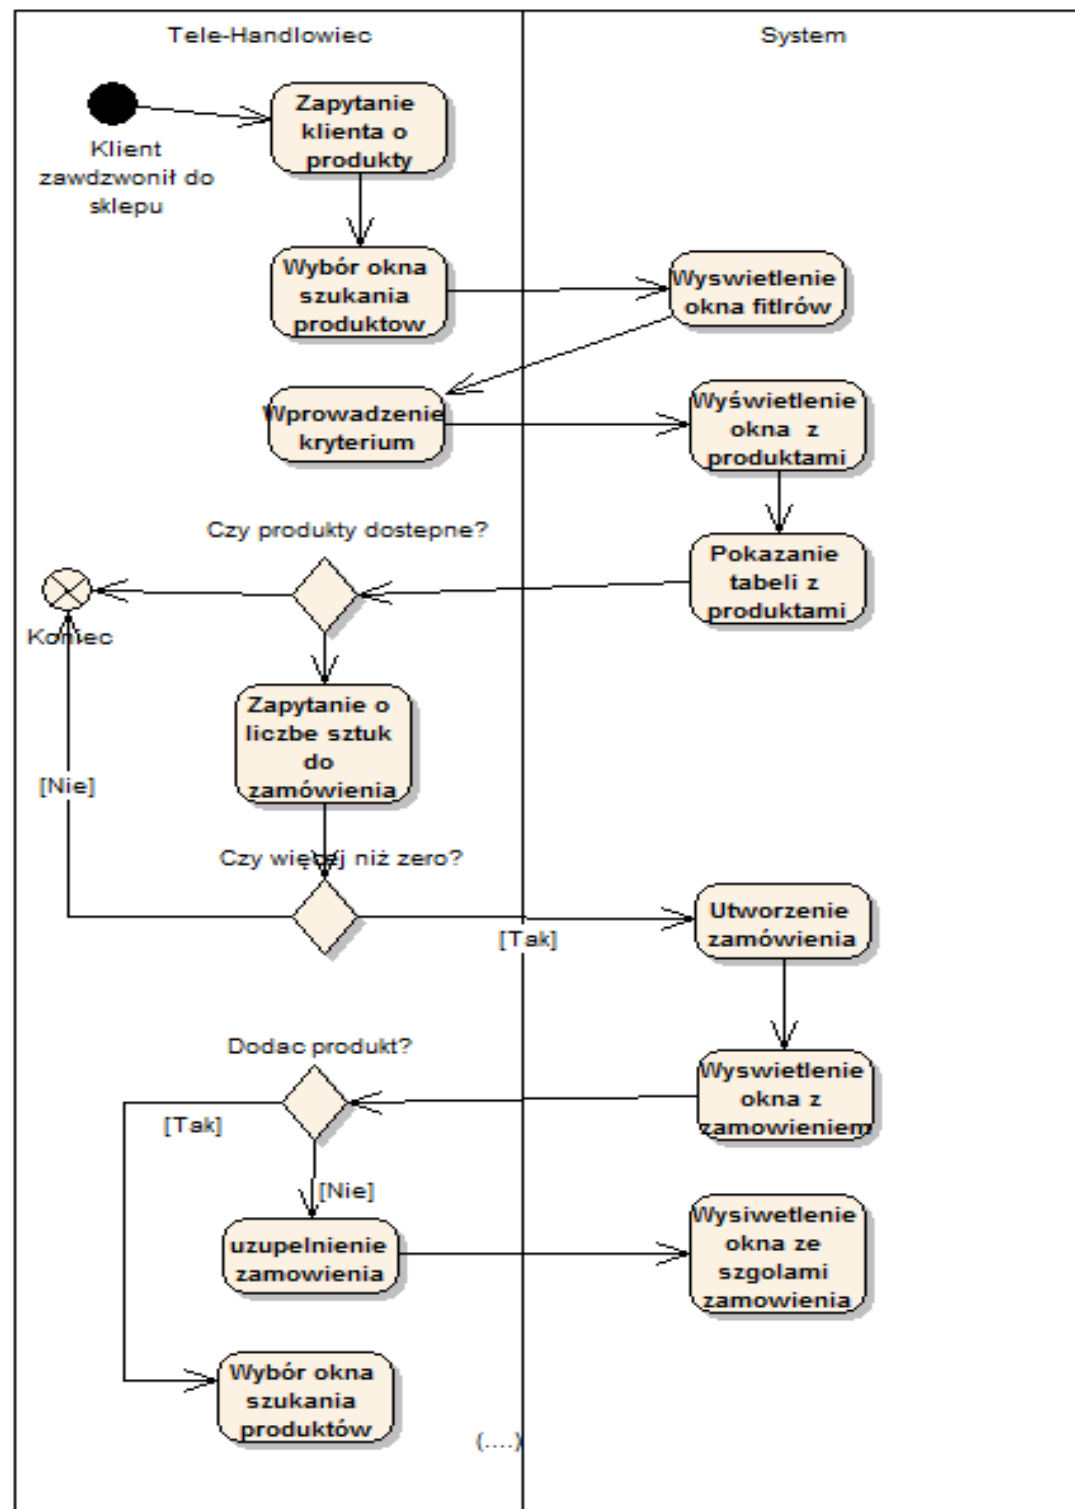 Tele-Handlowiec
System
Klient
zawdzwonił do
sklepu
Zapytanie
klienta o
produkty
Wybór okna
szukania
produktow
Wyswietlenie
okna fitlrów
Wprowadzenie
kryterium
Wyświetlenie
okna z
produktami
Czy produkty dostepne?
Pokazanie
tabeli z
produktami
Koniec
Zapytanie o
liczbe sztuk
do
zamówienia
[Nie]
Czy więcej niż zero?
[Tak]
Utworzenie
zamówienia
Dodac produkt?
Wyswietlenie
okna z
zamowieniem
[Tak]
[Nie]
uzupelnienie
zamowienia
Wysiwetlenie
okna ze
szgolami
zamowienia
Wybór okna
szukania
produktów
(....)